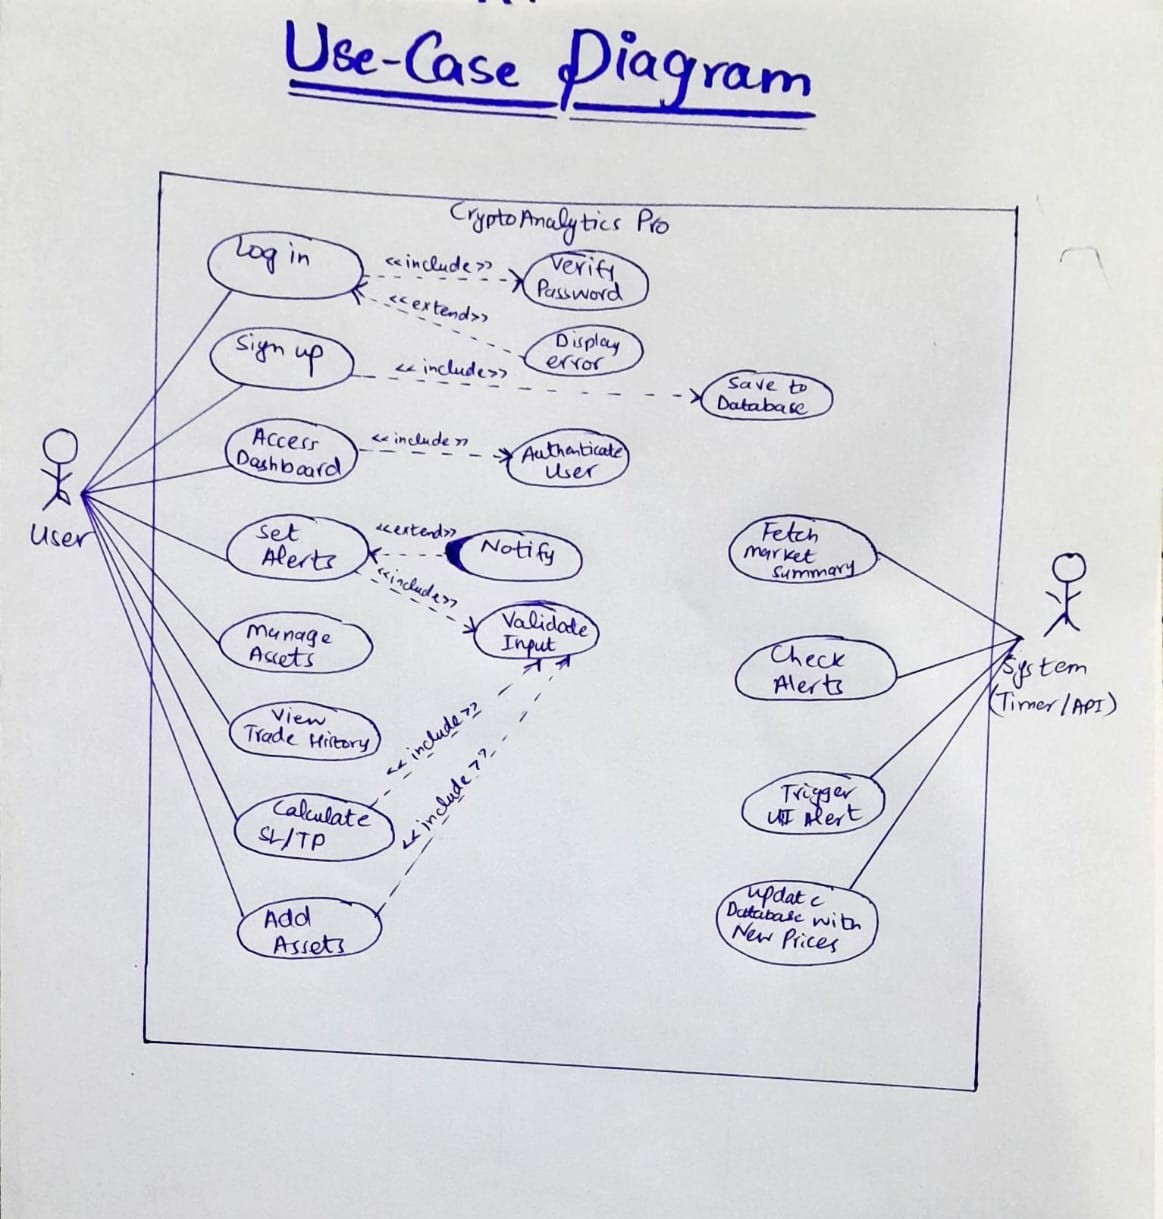 Use-Case Diagram
CryptoAnalytics Pro
Log in
<<include>>
Verify
Password
<<extend>>
Display
error
Sign up
<<include>>
Save to
Database
Access
Dashboard
<<include>>
Authenticate
User
User
Set
Alerts
<<extend>>
Notify
<<include>>
Validate
Input
Fetch
market
summary
Manage
Assets
Check
Alerts
System
(Timer/API)
View
Trade History
<<include>>
<<include>>
Calculate
SL/TP
Trigger
UI Alert
Add
Assets
Update
Database with
New Prices